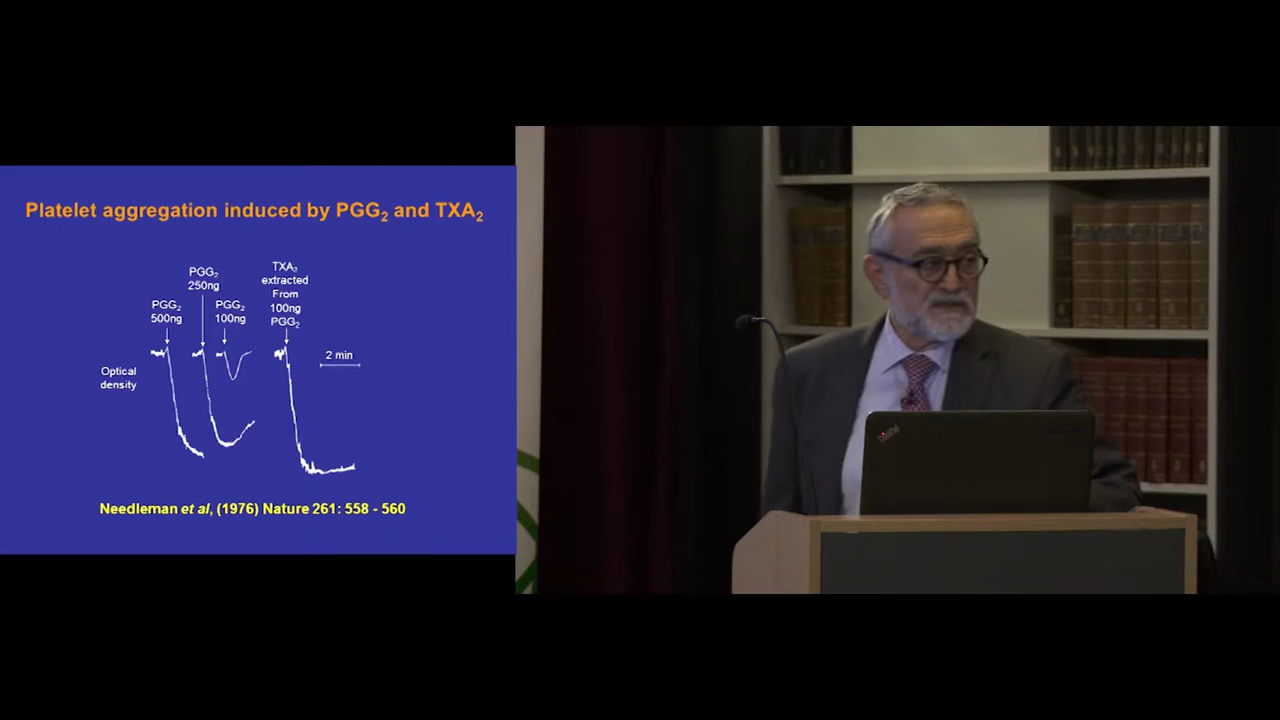 Platelet aggregation induced by PGG₂ and TXA₂
TXA₂
extracted
From
100ng
PGG₂
PGG₂
250ng
PGG₂
500ng
PGG₂
100ng
2 min
Optical
density
Needleman et al, (1976) Nature 261: 558 - 560
ThinkPad